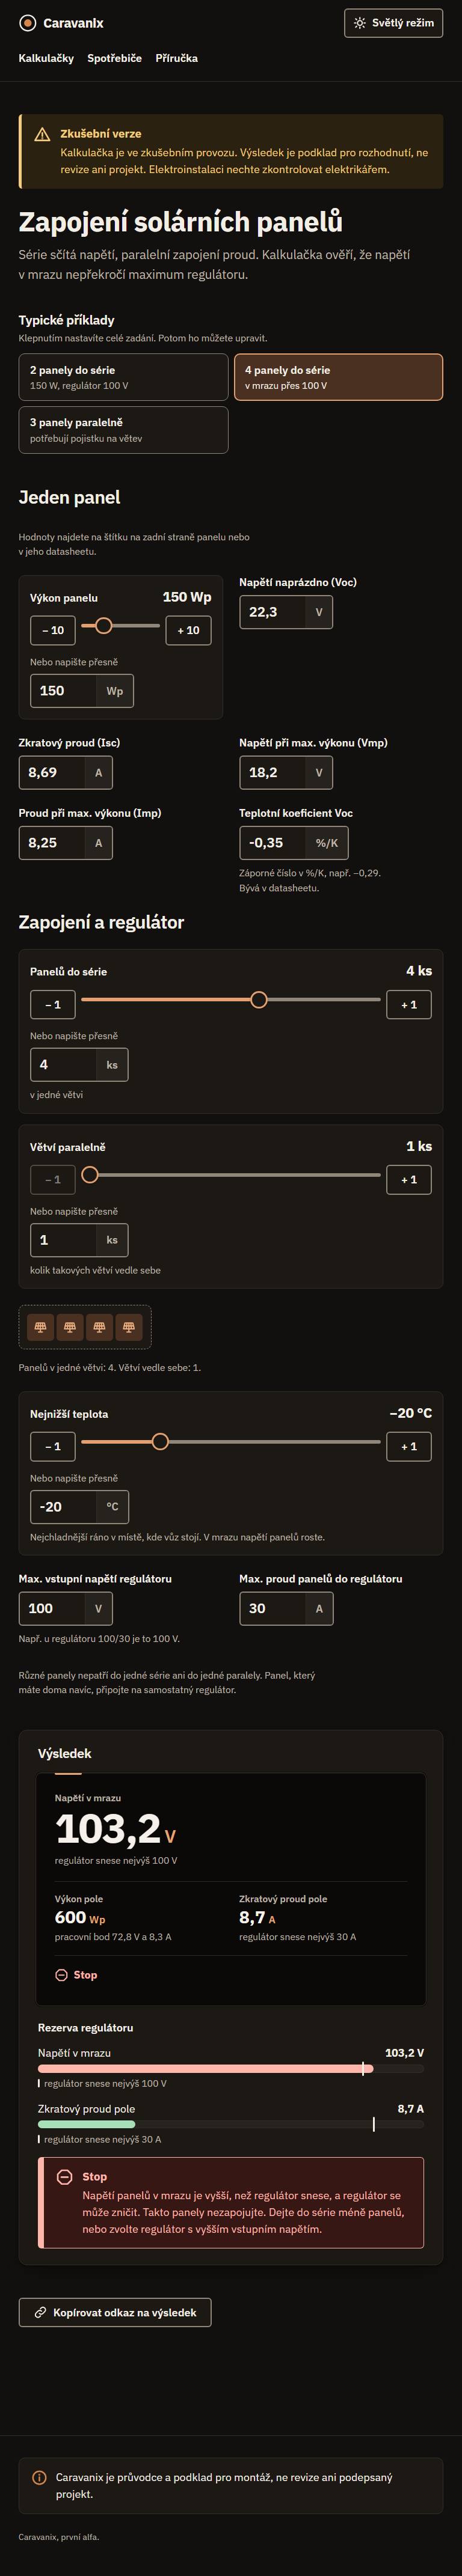 Caravanix
Světlý režim
Kalkulačky Spotřebiče Příručka
Zkušební verze
Kalkulačka je ve zkušebním provozu. Výsledek je podklad pro rozhodnutí, ne
revize ani projekt. Elektroinstalaci nechte zkontrolovat elektrikářem.
Zapojení solárních panelů
Série sčítá napětí, paralelní zapojení proud. Kalkulačka ověří, že napětí
v mrazu nepřekročí maximum regulátoru.
Typické příklady
Klepnutím nastavíte celé zadání. Potom ho můžete upravit.
2 panely do série
150 W, regulátor 100 V
4 panely do série
v mrazu přes 100 V
3 panely paralelně
potřebují pojistku na větev
Jeden panel
Hodnoty najdete na štítku na zadní straně panelu nebo
v jeho datasheetu.
Výkon panelu 150 Wp
− 10
+ 10
Nebo napište přesně
150 Wp
Napětí naprázdno (Voc)
22,3 V
Zkratový proud (Isc)
8,69 A
Napětí při max. výkonu (Vmp)
18,2 V
Proud při max. výkonu (Imp)
8,25 A
Teplotní koeficient Voc
-0,35 %/K
Záporné číslo v %/K, např. −0,29.
Bývá v datasheetu.
Zapojení a regulátor
Panelů do série 4 ks
− 1
+ 1
Nebo napište přesně
4 ks
v jedné větvi
Větví paralelně 1 ks
− 1
+ 1
Nebo napište přesně
1 ks
kolik takových větví vedle sebe
Panelů v jedné větvi: 4. Větví vedle sebe: 1.
Nejnižší teplota −20 °C
− 1
+ 1
Nebo napište přesně
-20 °C
Nejchladnější ráno v místě, kde vůz stojí. V mrazu napětí panelů roste.
Max. vstupní napětí regulátoru
100 V
Např. u regulátoru 100/30 je to 100 V.
Max. proud panelů do regulátoru
30 A
Různé panely nepatří do jedné série ani do jedné paralely. Panel, který
máte doma navíc, připojte na samostatný regulátor.
Výsledek
Napětí v mrazu
103,2 V
regulátor snese nejvýš 100 V
Výkon pole
600 Wp
pracovní bod 72,8 V a 8,3 A
Zkratový proud pole
8,7 A
regulátor snese nejvýš 30 A
Stop
Rezerva regulátoru
Napětí v mrazu 103,2 V
regulátor snese nejvýš 100 V
Zkratový proud pole 8,7 A
regulátor snese nejvýš 30 A
Stop
Napětí panelů v mrazu je vyšší, než regulátor snese, a regulátor se
může zničit. Takto panely nezapojujte. Dejte do série méně panelů,
nebo zvolte regulátor s vyšším vstupním napětím.
Kopírovat odkaz na výsledek
Caravanix je průvodce a podklad pro montáž, ne revize ani podepsaný
projekt.
Caravanix, první alfa.